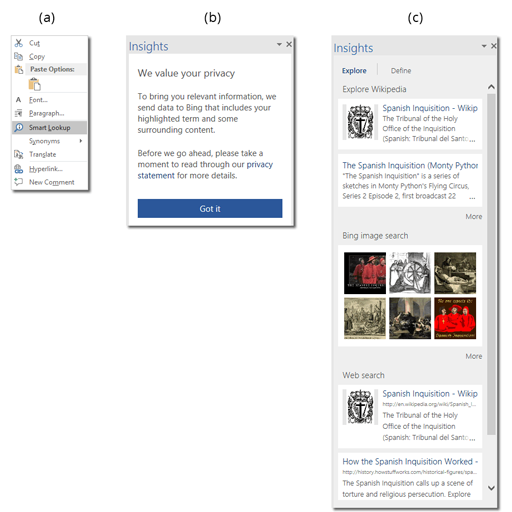 (a)
Cut
Copy
Paste Options:
Font...
Paragraph...
Smart Lookup
Synonyms
Translate
Hyperlink...
New Comment
(b)
Insights
We value your privacy
To bring you relevant information, we
send data to Bing that includes your
highlighted term and some
surrounding content.
Before we go ahead, please take a
moment to read through our privacy
statement for more details.
Got it
(c)
Insights
Explore
Define
Explore Wikipedia
Spanish Inquisition - Wikip
The Tribunal of the Holy
Office of the Inquisition
(Spanish: Tribunal del Santo ...
The Spanish Inquisition (Monty Python
"The Spanish Inquisition" is a series of
sketches in Monty Python's Flying Circus,
Series 2 Episode 2, first broadcast 22 ...
More
Bing image search
More
Web search
Spanish Inquisition - Wikip
http://en.wikipedia.org/wiki/Spanish_I...
The Tribunal of the Holy
Office of the Inquisition
(Spanish: Tribunal del Santo ...
How the Spanish Inquisition Worked -
http://history.howstuffworks.com/historical-figures/spa...
The Spanish Inquisition calls up a scene of
torture and religious persecution. Explore